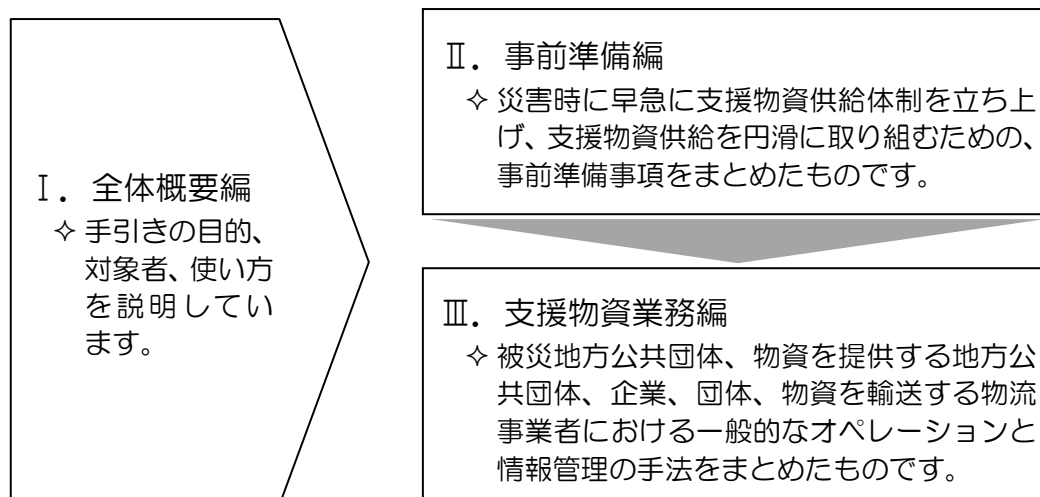 Ⅰ．全体概要編
✧ 手引きの目的、
対象者、使い方
を説明してい
ます。
Ⅱ．事前準備編
✧ 災害時に早急に支援物資供給体制を立ち上
げ、支援物資供給を円滑に取り組むための、
事前準備事項をまとめたものです。
Ⅲ．支援物資業務編
✧ 被災地方公共団体、物資を提供する地方公
共団体、企業、団体、物資を輸送する物流
事業者における一般的なオペレーションと
情報管理の手法をまとめたものです。